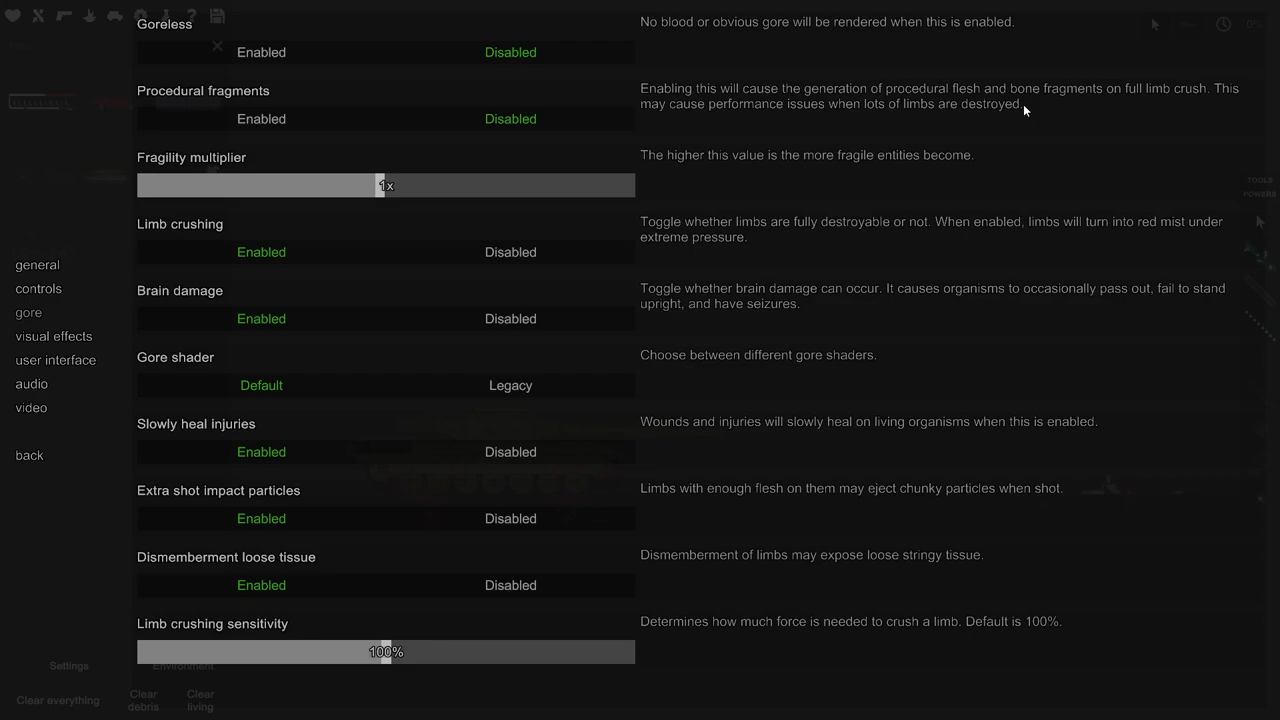 Goreless
No blood or obvious gore will be rendered when this is enabled.
Enabled
Disabled
Procedural fragments
Enabling this will cause the generation of procedural flesh and bone fragments on full limb crush. This
may cause performance issues when lots of limbs are destroyed.
Enabled
Disabled
Fragility multiplier
The higher this value is the more fragile entities become.
1x
Limb crushing
Toggle whether limbs are fully destroyable or not. When enabled, limbs will turn into red mist under
extreme pressure.
Enabled
Disabled
Brain damage
Toggle whether brain damage can occur. It causes organisms to occasionally pass out, fail to stand
upright, and have seizures.
Enabled
Disabled
Gore shader
Choose between different gore shaders.
Default
Legacy
Slowly heal injuries
Wounds and injuries will slowly heal on living organisms when this is enabled.
Enabled
Disabled
Extra shot impact particles
Limbs with enough flesh on them may eject chunky particles when shot.
Enabled
Disabled
Dismemberment loose tissue
Dismemberment of limbs may expose loose stringy tissue.
Enabled
Disabled
Limb crushing sensitivity
Determines how much force is needed to crush a limb. Default is 100%.
100%
general
controls
gore
visual effects
user interface
audio
video
back
Settings
Environment
Clear everything
Clear
debris
Clear
living
TOOLS
POWERS
0%